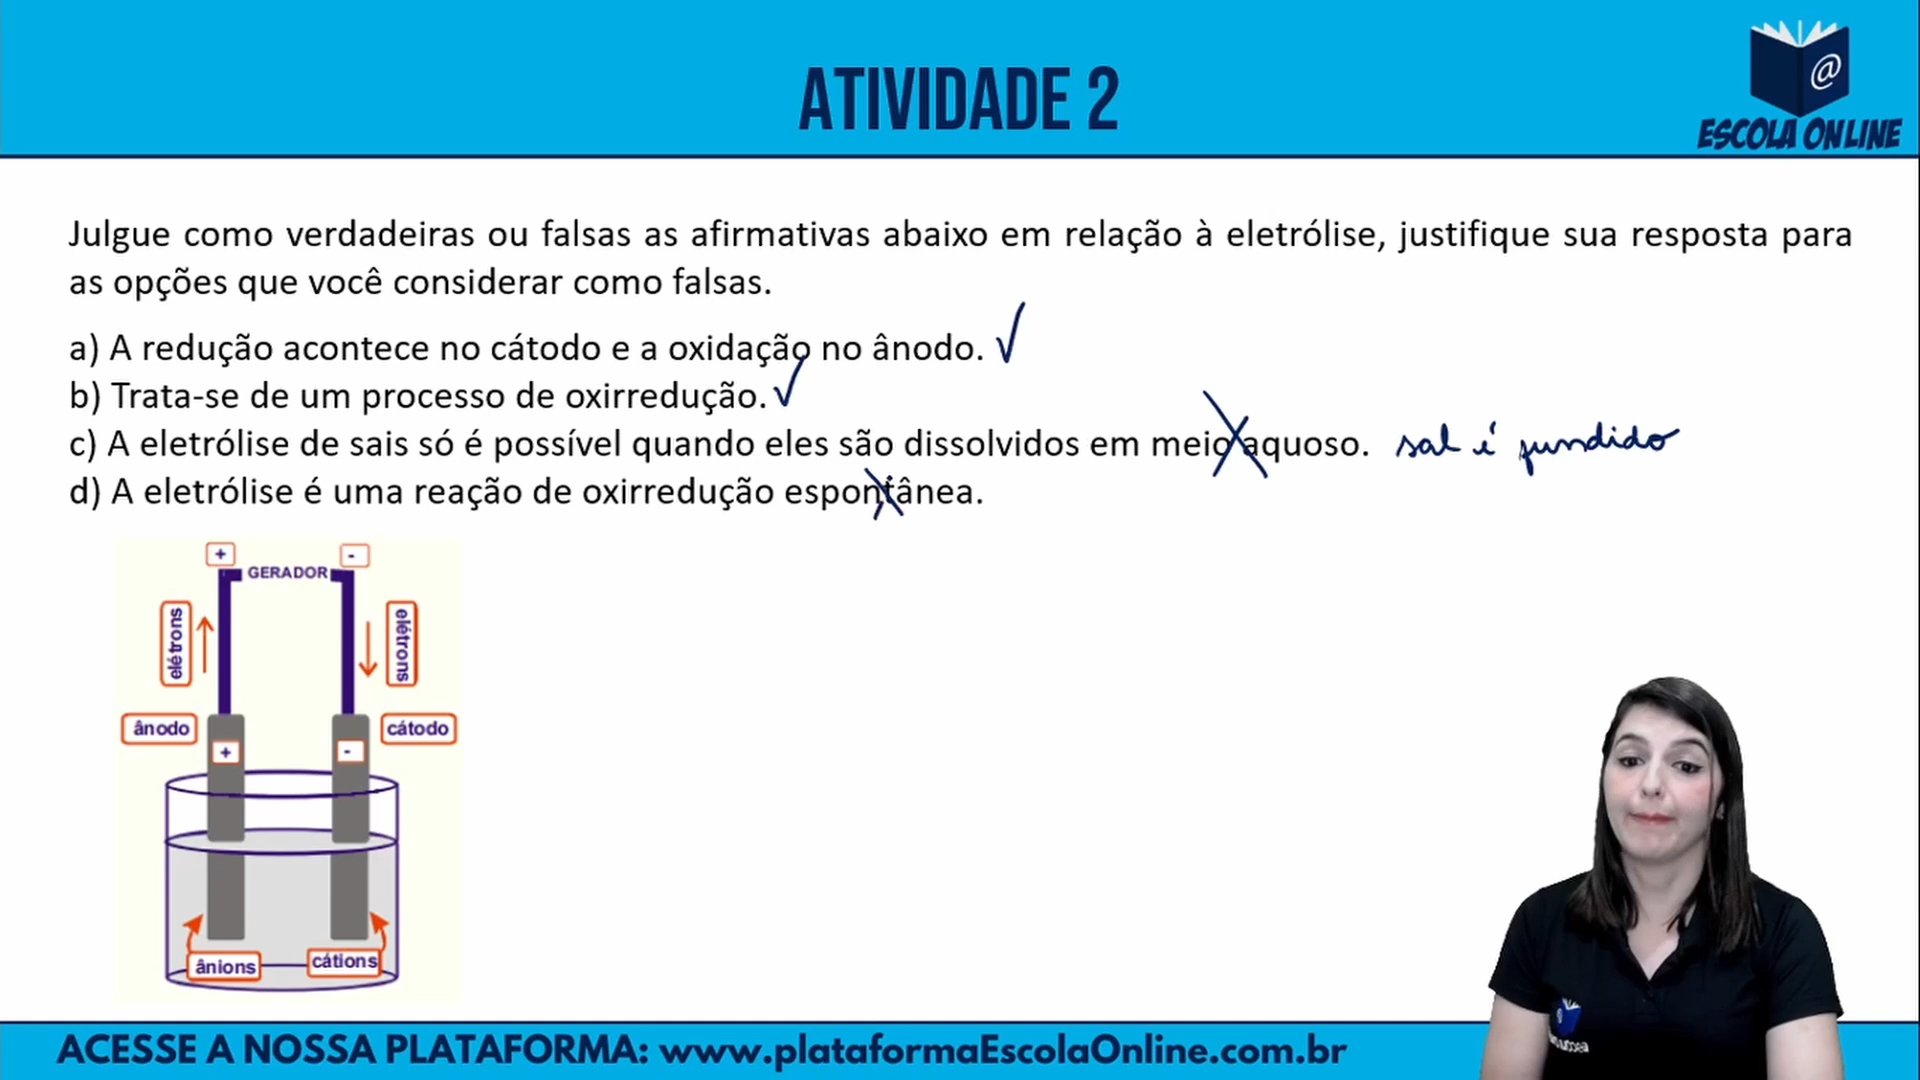 ATIVIDADE 2
@
ESCOLA ONLINE
Julgue como verdadeiras ou falsas as afirmativas abaixo em relação à eletrólise, justifique sua resposta para
as opções que você considerar como falsas.
a) A redução acontece no cátodo e a oxidação no ânodo.
b) Trata-se de um processo de oxirredução.
c) A eletrólise de sais só é possível quando eles são dissolvidos em meio aquoso. sal é fundido
d) A eletrólise é uma reação de oxirredução espontânea.
+ -
GERADOR
elétrons elétrons
ânodo cátodo
+ -
ânions cátions
ACESSE A NOSSA PLATAFORMA: www.plataformaEscolaOnline.com.br